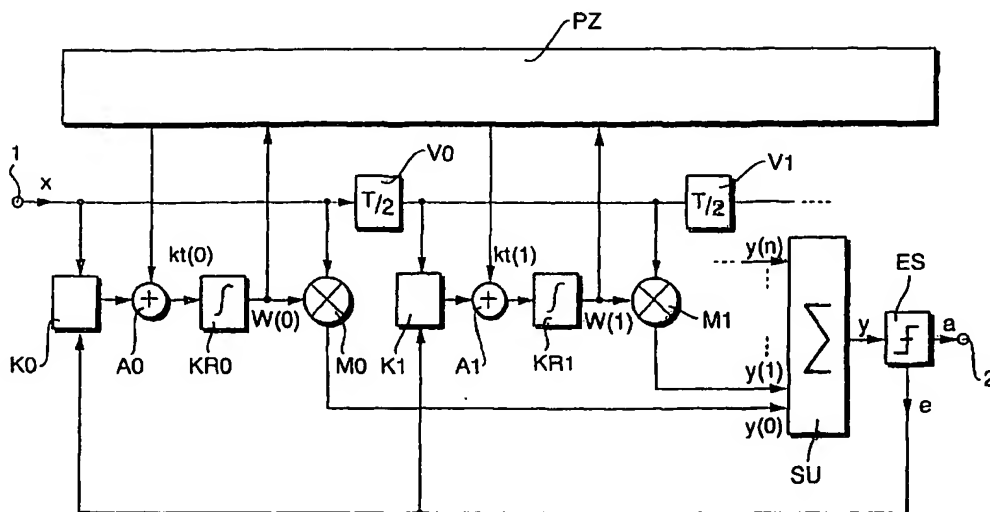 PZ
1
x
V0
T/2
V1
T/2
kt(0)
kt(1)
y(n)
ES
K0
A0
KR0
W(0)
M0
K1
A1
KR1
W(1)
M1
y
a
2
y(1)
y(0)
e
SU